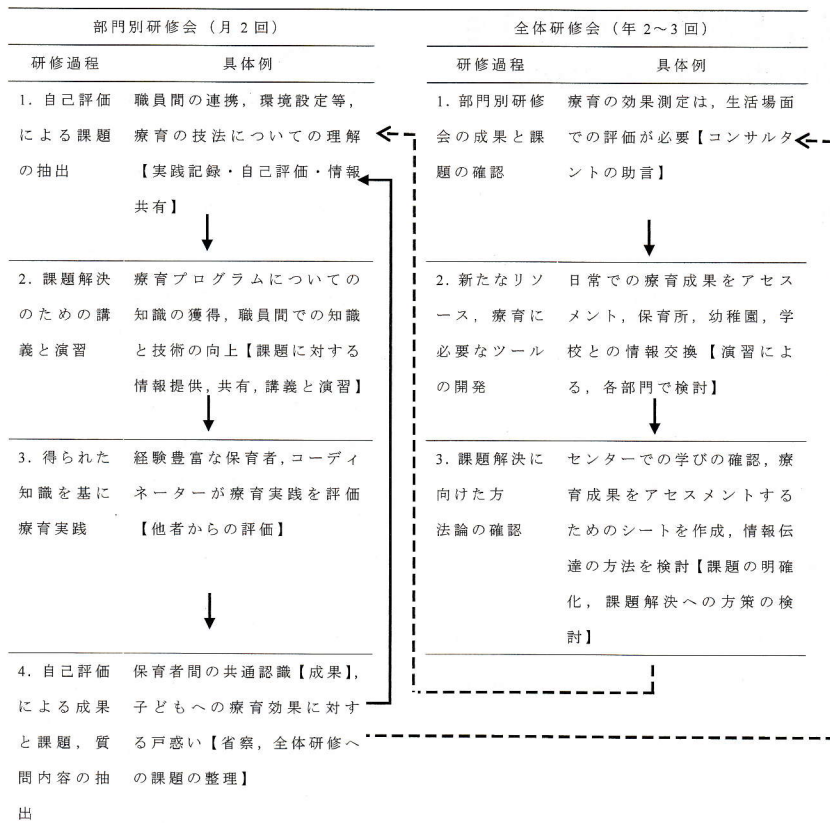 部門別研修会（月2回）
研修過程 具体例
1. 自己評価 職員間の連携，環境設定等，
による課題 療育の技法についての理解
の抽出 【実践記録・自己評価・情報
共有】
2. 課題解決 療育プログラムについての
のための講 知識の獲得，職員間での知識
義と演習 と技術の向上【課題に対する
情報提供，共有，講義と演習】
3. 得られた 経験豊富な保育者，コーディ
知識を基に ネーターが療育実践を評価
療育実践 【他者からの評価】
4. 自己評価 保育者間の共通認識【成果】，
による成果 子どもへの療育効果に対す
と課題，質 る戸惑い【省察，全体研修へ
問内容の抽 の課題の整理】
出
全体研修会（年2～3回）
研修過程 具体例
1. 部門別研修 療育の効果測定は，生活場面
会の成果と課 での評価が必要【コンサルタ
題の確認 ントの助言】
2. 新たなリソ 日常での療育成果をアセス
ース，療育に メント，保育所，幼稚園，学
必要なツール 校との情報交換【演習によ
の開発 る，各部門で検討】
3. 課題解決に センターでの学びの確認，療
向けた方 育成果をアセスメントする
法論の確認 ためのシートを作成，情報伝
達の方法を検討【課題の明確
化，課題解決への方策の検
討】